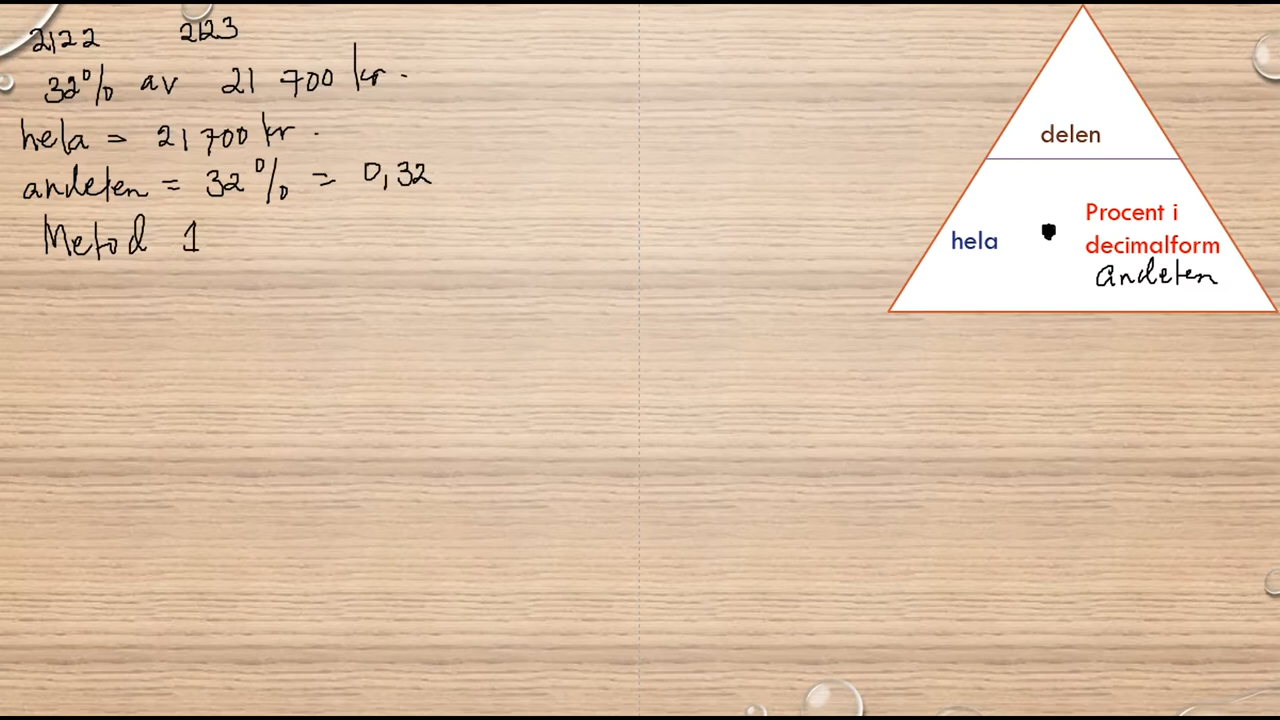 2122 2123
32% av 21 700 kr.
hela = 21 700 kr.
andelen = 32% = 0,32
Metod 1
delen
hela • Procent i
decimalform
andelen